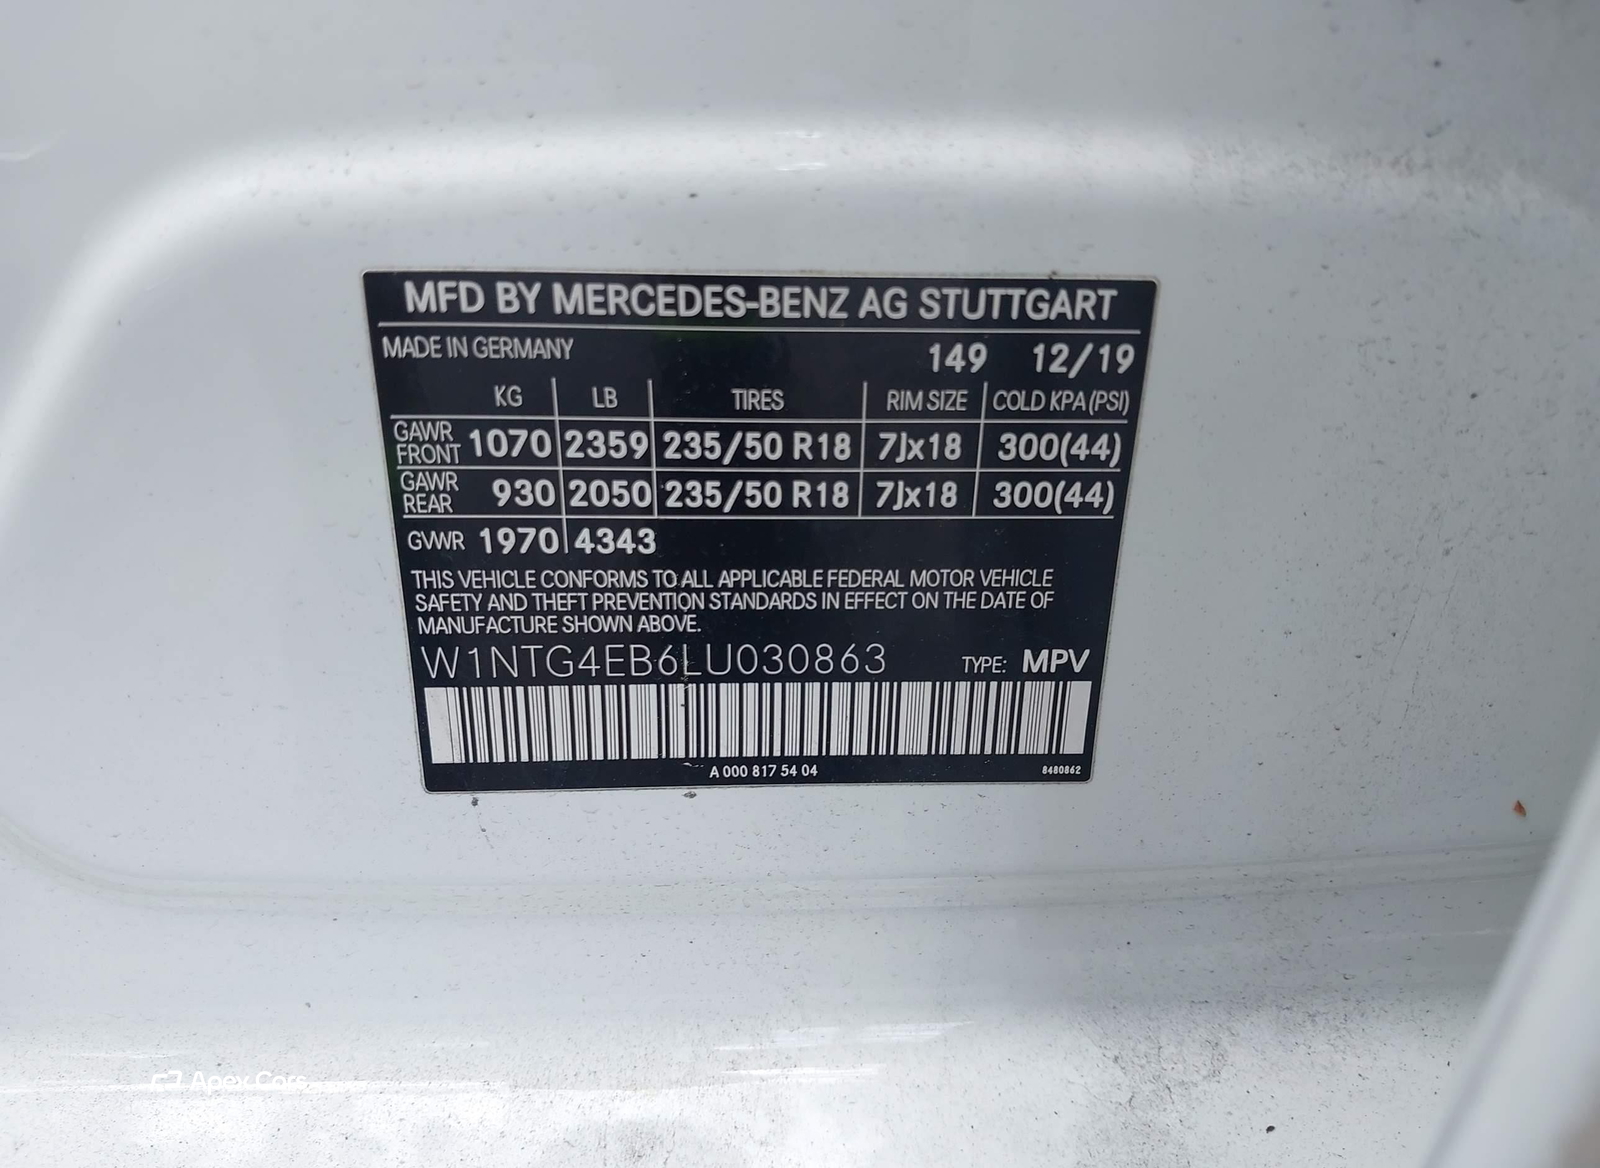 MFD BY MERCEDES-BENZ AG STUTTGART
MADE IN GERMANY 149 12/19
KG LB TIRES RIM SIZE COLD KPA (PSI)
GAWR FRONT 1070 2359 235/50 R18 7Jx18 300(44)
GAWR REAR 930 2050 235/50 R18 7Jx18 300(44)
GVWR 1970 4343
THIS VEHICLE CONFORMS TO ALL APPLICABLE FEDERAL MOTOR VEHICLE
SAFETY AND THEFT PREVENTION STANDARDS IN EFFECT ON THE DATE OF
MANUFACTURE SHOWN ABOVE.
W1NTG4EB6LU030863 TYPE: MPV
A 000 817 54 04 8480862
Apex Cars